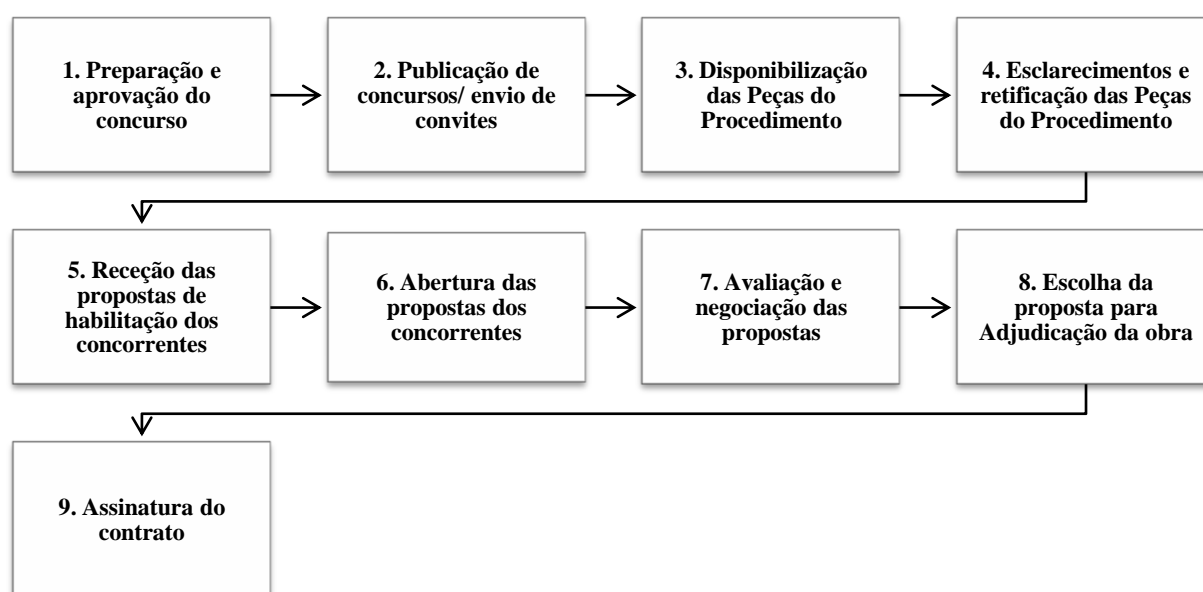 1. Preparação e
aprovação do
concurso
2. Publicação de
concursos/ envio de
convites
3. Disponibilização
das Peças do
Procedimento
4. Esclarecimentos e
retificação das Peças
do Procedimento
5. Receção das
propostas de
habilitação dos
concorrentes
6. Abertura das
propostas dos
concorrentes
7. Avaliação e
negociação das
propostas
8. Escolha da
proposta para
Adjudicação da obra
9. Assinatura do
contrato